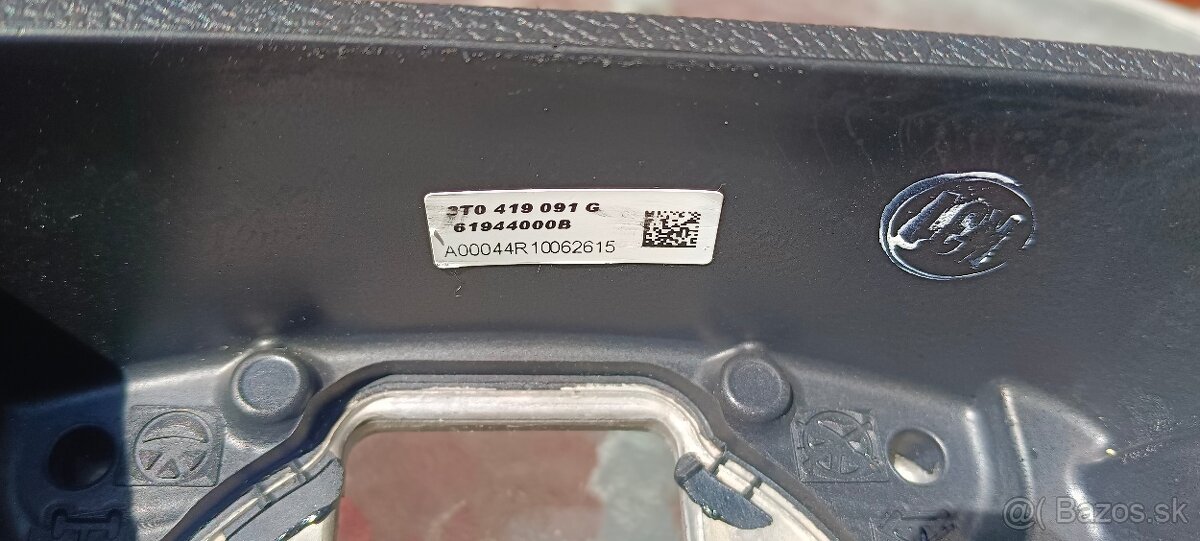 3T0 419 091 G
61944000B
A00044R10062615
@( Bazos.sk